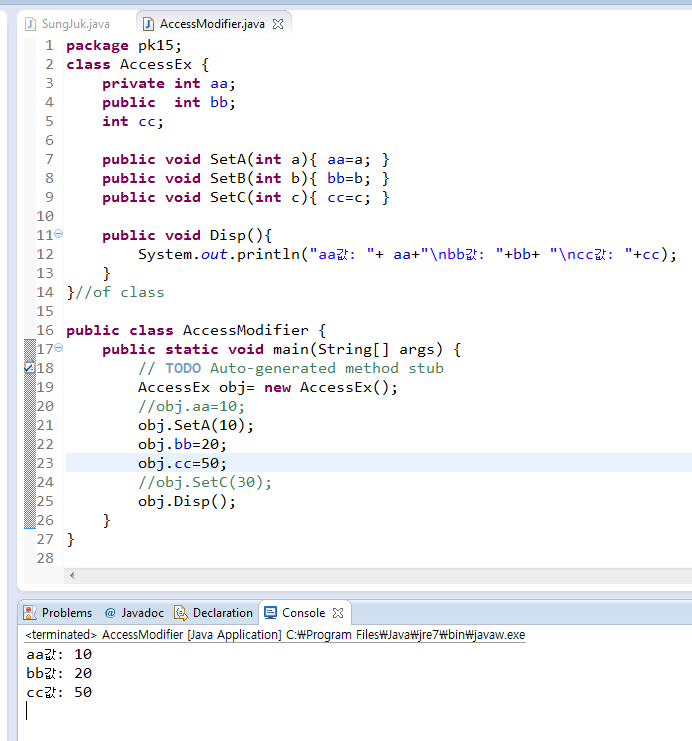 SungJuk.java AccessModifier.java
1 package pk15;
2 class AccessEx {
3     private int aa;
4     public  int bb;
5     int cc;
6
7     public void SetA(int a){ aa=a; }
8     public void SetB(int b){ bb=b; }
9     public void SetC(int c){ cc=c; }
10
11     public void Disp(){
12         System.out.println("aa값: "+ aa+"\nbb값: "+bb+ "\ncc값: "+cc);
13     }
14 }//of class
15
16 public class AccessModifier {
17     public static void main(String[] args) {
18         // TODO Auto-generated method stub
19         AccessEx obj= new AccessEx();
20         //obj.aa=10;
21         obj.SetA(10);
22         obj.bb=20;
23         obj.cc=50;
24         //obj.SetC(30);
25         obj.Disp();
26     }
27 }
28
Problems @ Javadoc Declaration Console
<terminated> AccessModifier [Java Application] C:₩Program Files₩Java₩jre7₩bin₩javaw.exe
aa값: 10
bb값: 20
cc값: 50